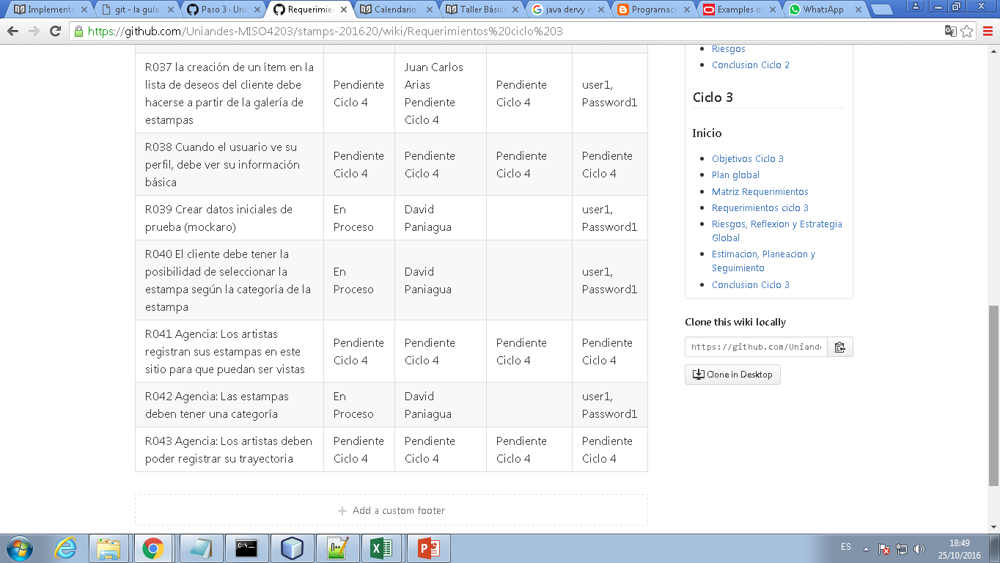 Implementa
git - la guía
Paso 3 · Uni
Requerimie
Calendario
Taller Básic
java dervy e
Programaci
Examples of
WhatsApp
https://github.com/Uniandes-MISO4203/stamps-201620/wiki/Requerimientos%20ciclo%203
R037 la creación de un ítem en la
lista de deseos del cliente debe
hacerse a partir de la galería de
estampas
Pendiente
Ciclo 4
Juan Carlos
Arias
Pendiente
Ciclo 4
Pendiente
Ciclo 4
user1,
Password1
R038 Cuando el usuario ve su
perfil, debe ver su información
básica
Pendiente
Ciclo 4
Pendiente
Ciclo 4
Pendiente
Ciclo 4
Pendiente
Ciclo 4
R039 Crear datos iniciales de
prueba (mockaro)
En
Proceso
David
Paniagua
user1,
Password1
R040 El cliente debe tener la
posibilidad de seleccionar la
estampa según la categoría de la
estampa
En
Proceso
David
Paniagua
user1,
Password1
R041 Agencia: Los artistas
registran sus estampas en este
sitio para que puedan ser vistas
Pendiente
Ciclo 4
Pendiente
Ciclo 4
Pendiente
Ciclo 4
Pendiente
Ciclo 4
R042 Agencia: Las estampas
deben tener una categoría
En
Proceso
David
Paniagua
user1,
Password1
R043 Agencia: Los artistas deben
poder registrar su trayectoria
Pendiente
Ciclo 4
Pendiente
Ciclo 4
Pendiente
Ciclo 4
Pendiente
Ciclo 4
Add a custom footer
Riesgos
Conclusion Ciclo 2
Ciclo 3
Inicio
Objetivos Ciclo 3
Plan global
Matriz Requerimientos
Requerimientos ciclo 3
Riesgos, Reflexion y Estrategia
Global
Estimacion, Planeacion y
Seguimiento
Conclusion Ciclo 3
Clone this wiki locally
https://github.com/Uniand
Clone in Desktop
ES
18:49
25/10/2016